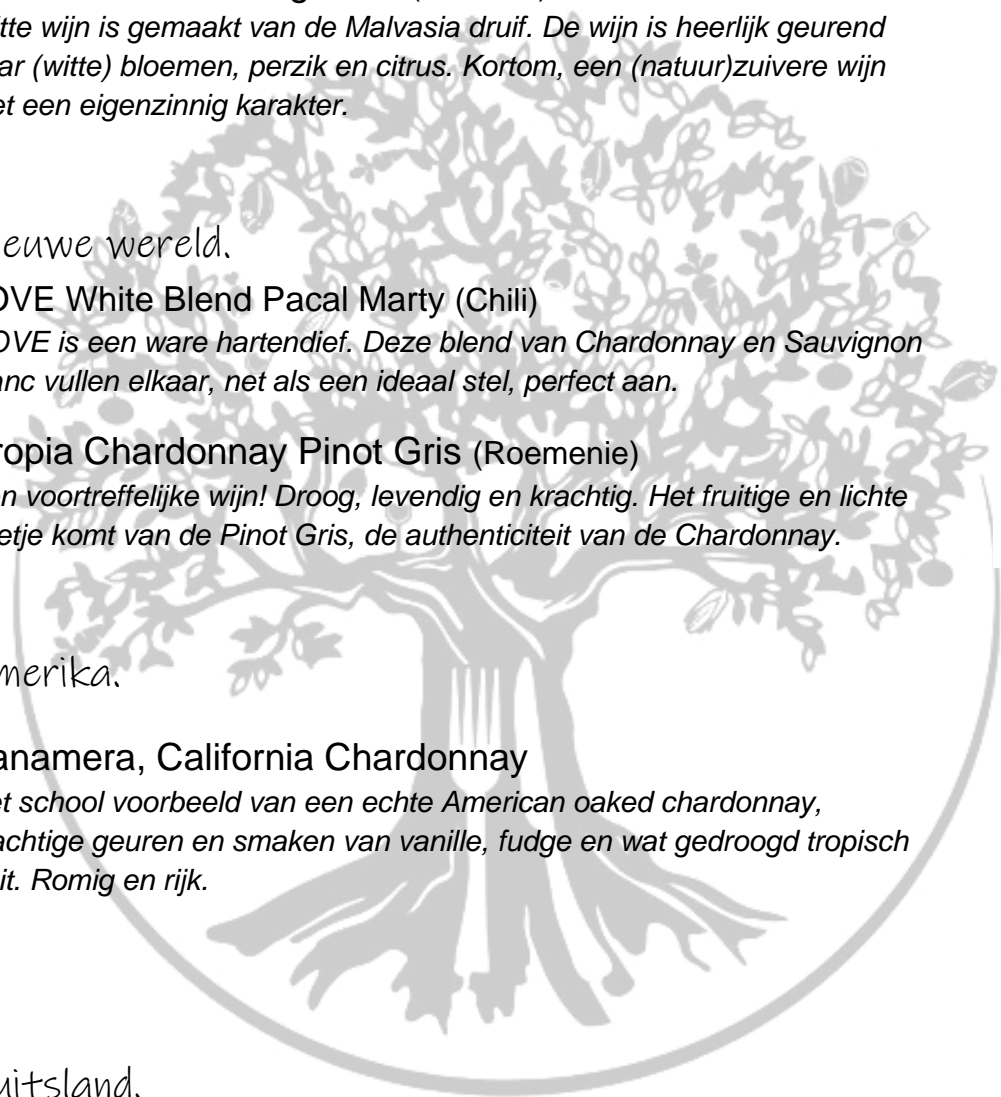 tte wijn is gemaakt van de Malvasia druif. De wijn is heerlijk geurend
ar (witte) bloemen, perzik en citrus. Kortom, een (natuur)zuivere wijn
et een eigenzinnig karakter.
euwe wereld.
OVE White Blend Pacal Marty (Chili)
OVE is een ware hartendief. Deze blend van Chardonnay en Sauvignon
anc vullen elkaar, net als een ideaal stel, perfect aan.
ropia Chardonnay Pinot Gris (Roemenie)
n voortreffelijke wijn! Droog, levendig en krachtig. Het fruitige en lichte
etje komt van de Pinot Gris, de authenticiteit van de Chardonnay.
merika.
anamera, California Chardonnay
et school voorbeeld van een echte American oaked chardonnay,
achtige geuren en smaken van vanille, fudge en wat gedroogd tropisch
it. Romig en rijk.
uitsland.